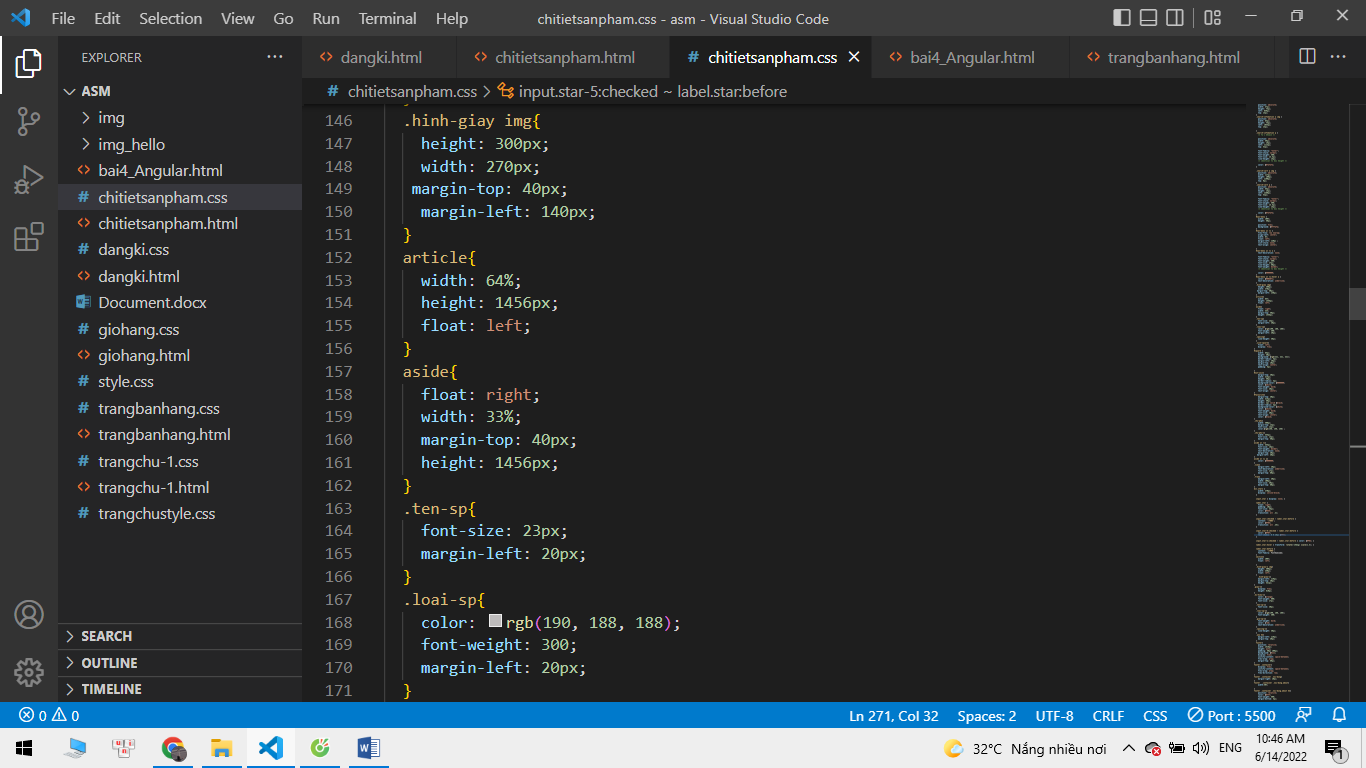 File Edit Selection View Go Run Terminal Help chitietsanpham.css - asm - Visual Studio Code
EXPLORER
dangki.html chitietsanpham.html # chitietsanpham.css bai4_Angular.html trangbanhang.html
ASM
# chitietsanpham.css > input.star-5:checked ~ label.star:before
img
img_hello
bai4_Angular.html
# chitietsanpham.css
chitietsanpham.html
# dangki.css
dangki.html
Document.docx
# giohang.css
giohang.html
# style.css
# trangbanhang.css
trangbanhang.html
# trangchu-1.css
trangchu-1.html
# trangchustyle.css
SEARCH
OUTLINE
TIMELINE
146 .hinh-giay img{
147 height: 300px;
148 width: 270px;
149 margin-top: 40px;
150 margin-left: 140px;
151 }
152 article{
153 width: 64%;
154 height: 1456px;
155 float: left;
156 }
157 aside{
158 float: right;
159 width: 33%;
160 margin-top: 40px;
161 height: 1456px;
162 }
163 .ten-sp{
164 font-size: 23px;
165 margin-left: 20px;
166 }
167 .loai-sp{
168 color: rgb(190, 188, 188);
169 font-weight: 300;
170 margin-left: 20px;
171 }
0 0 Ln 271, Col 32 Spaces: 2 UTF-8 CRLF CSS Port : 5500
32°C Nắng nhiều nơi ENG 10:46 AM
6/14/2022 1